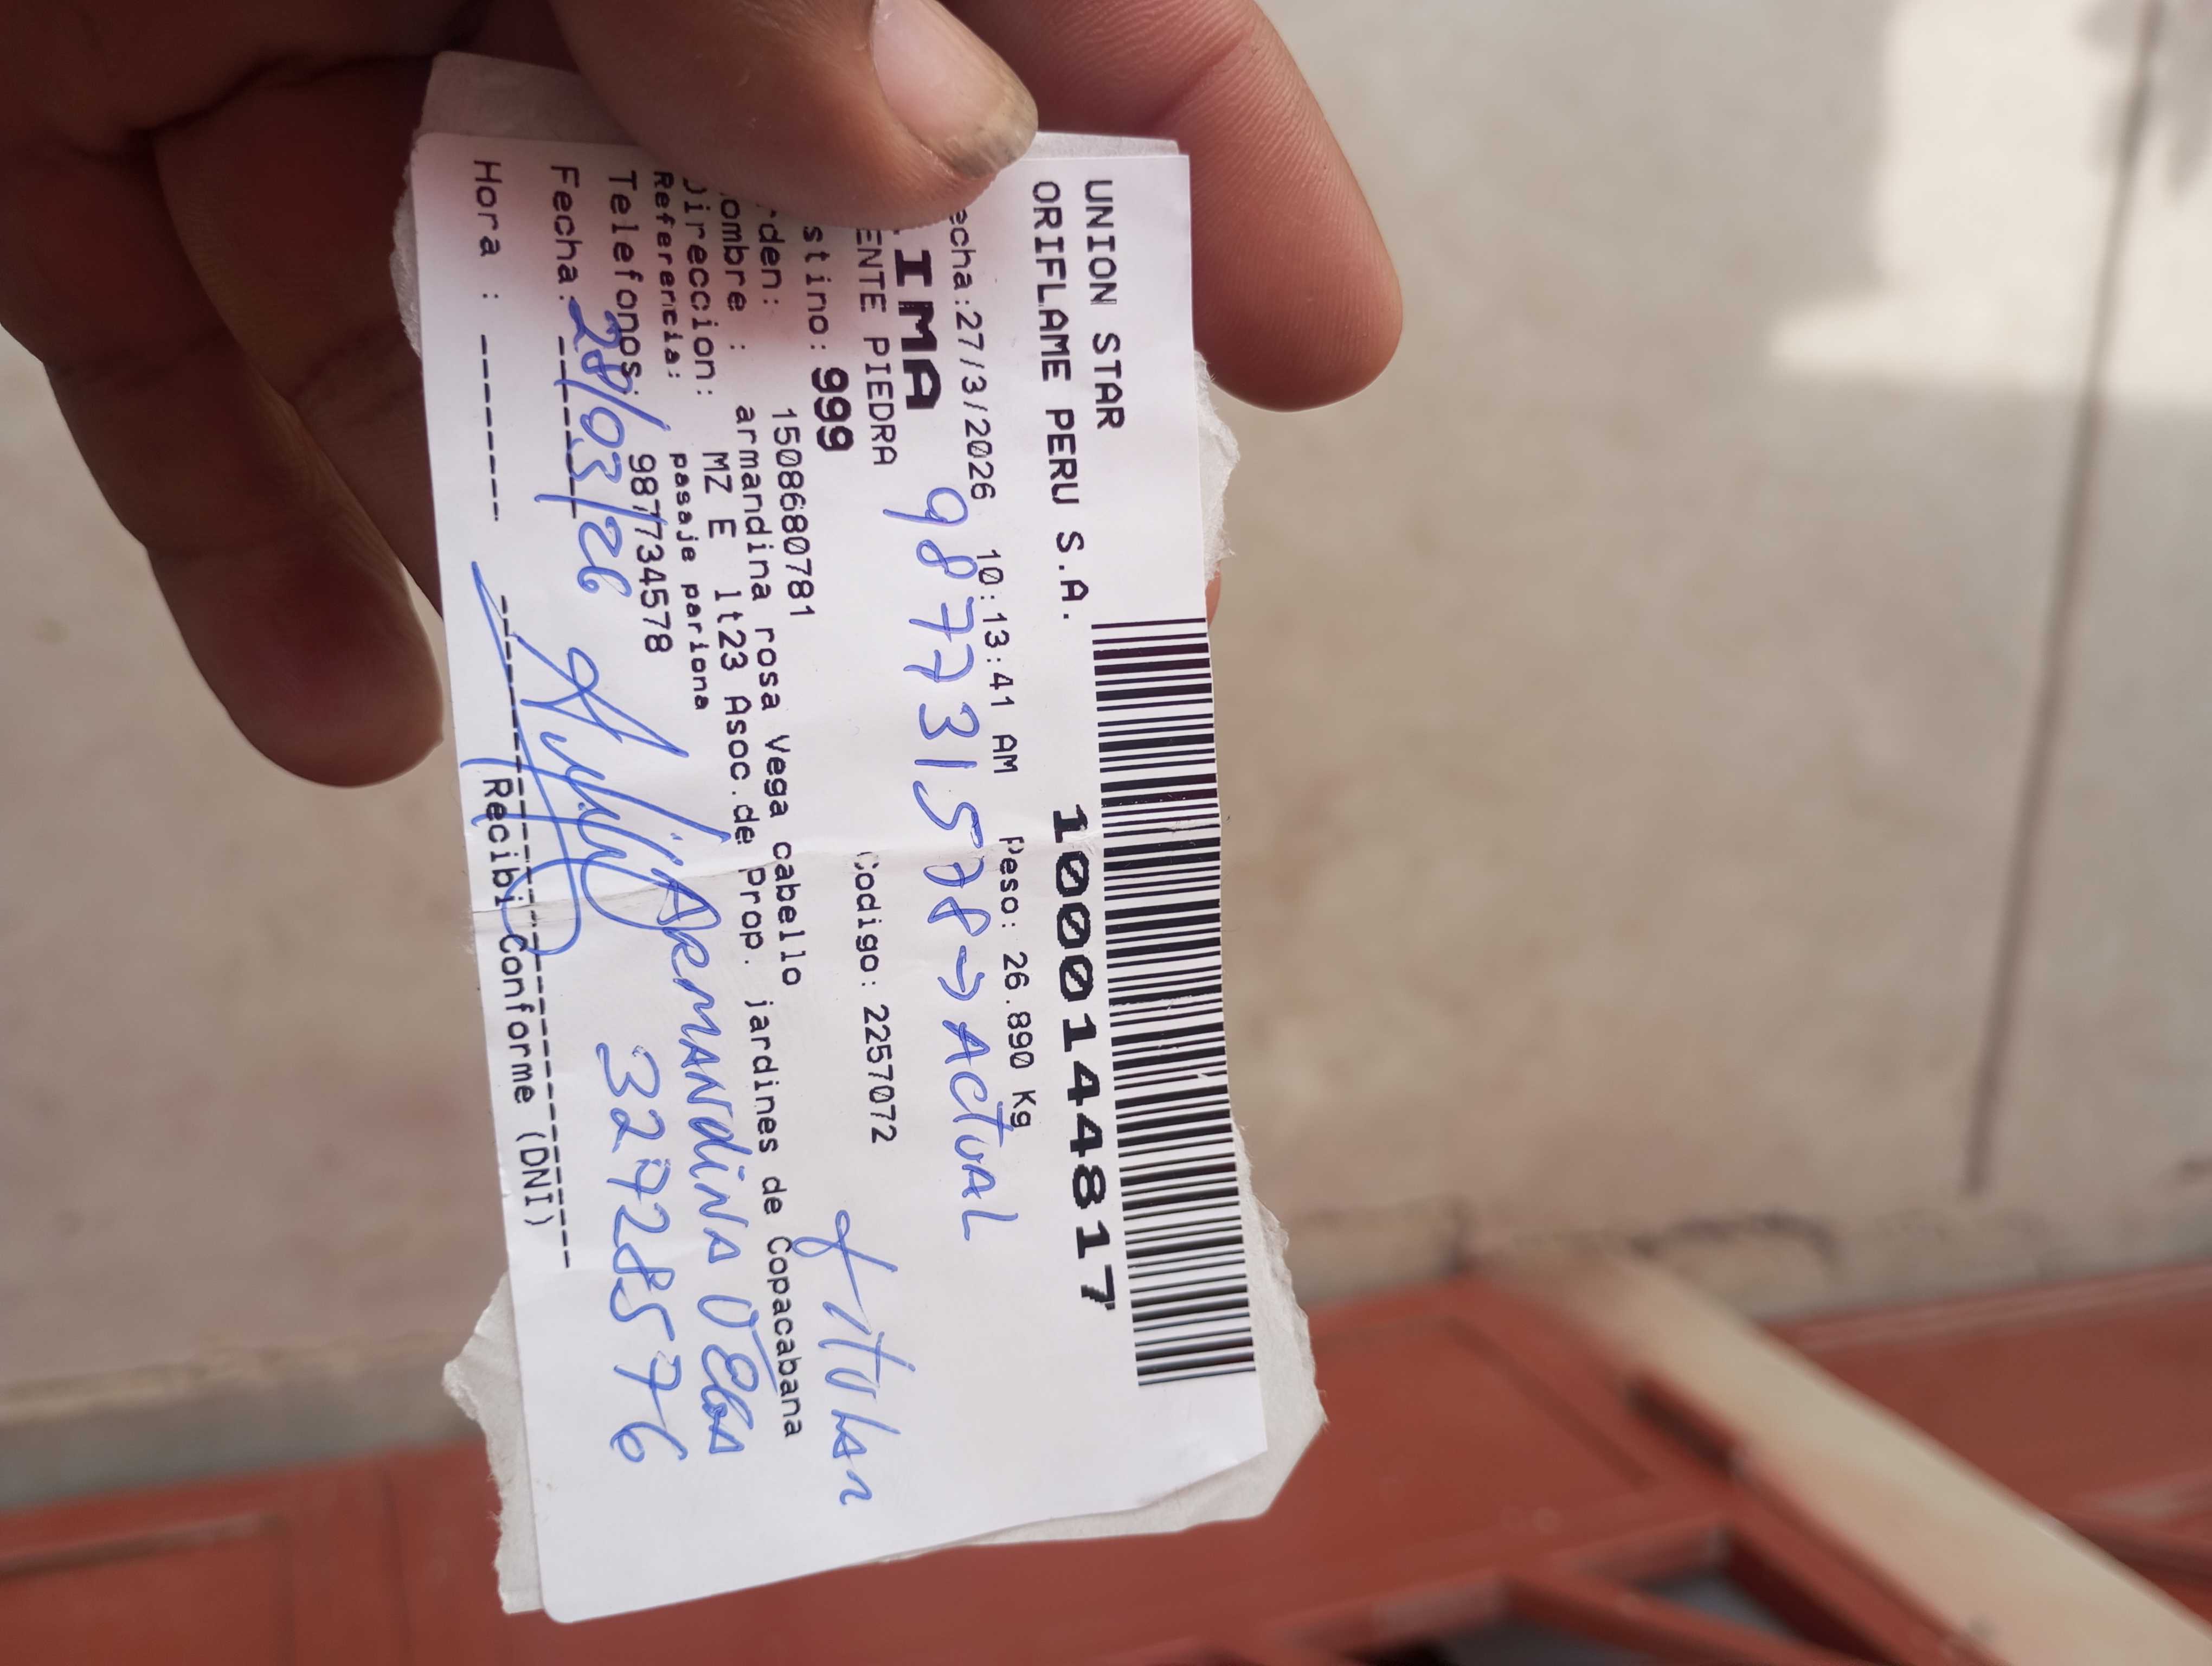 UNION STAR
ORIFLAME PERU S.A.
100014481７
echa:27/3/2026 10:13:41 AM Peso: 26.890 Kg
IMA
987731578→ Actual
ENTE PIEDRA Codigo: 2257072
stino: 999
titular
rden: 1508680781
ombre : armandina rosa Vega cabello
Direccion: MZ E lt23 Asoc.de Prop. jardines de Copacabana
Referencia: pasaje pariona
Telefonos: 987734578
ARMANdINA VEGA
Fecha: 28/03/26
32728576
Hora :
Recibi Conforme (DNI)